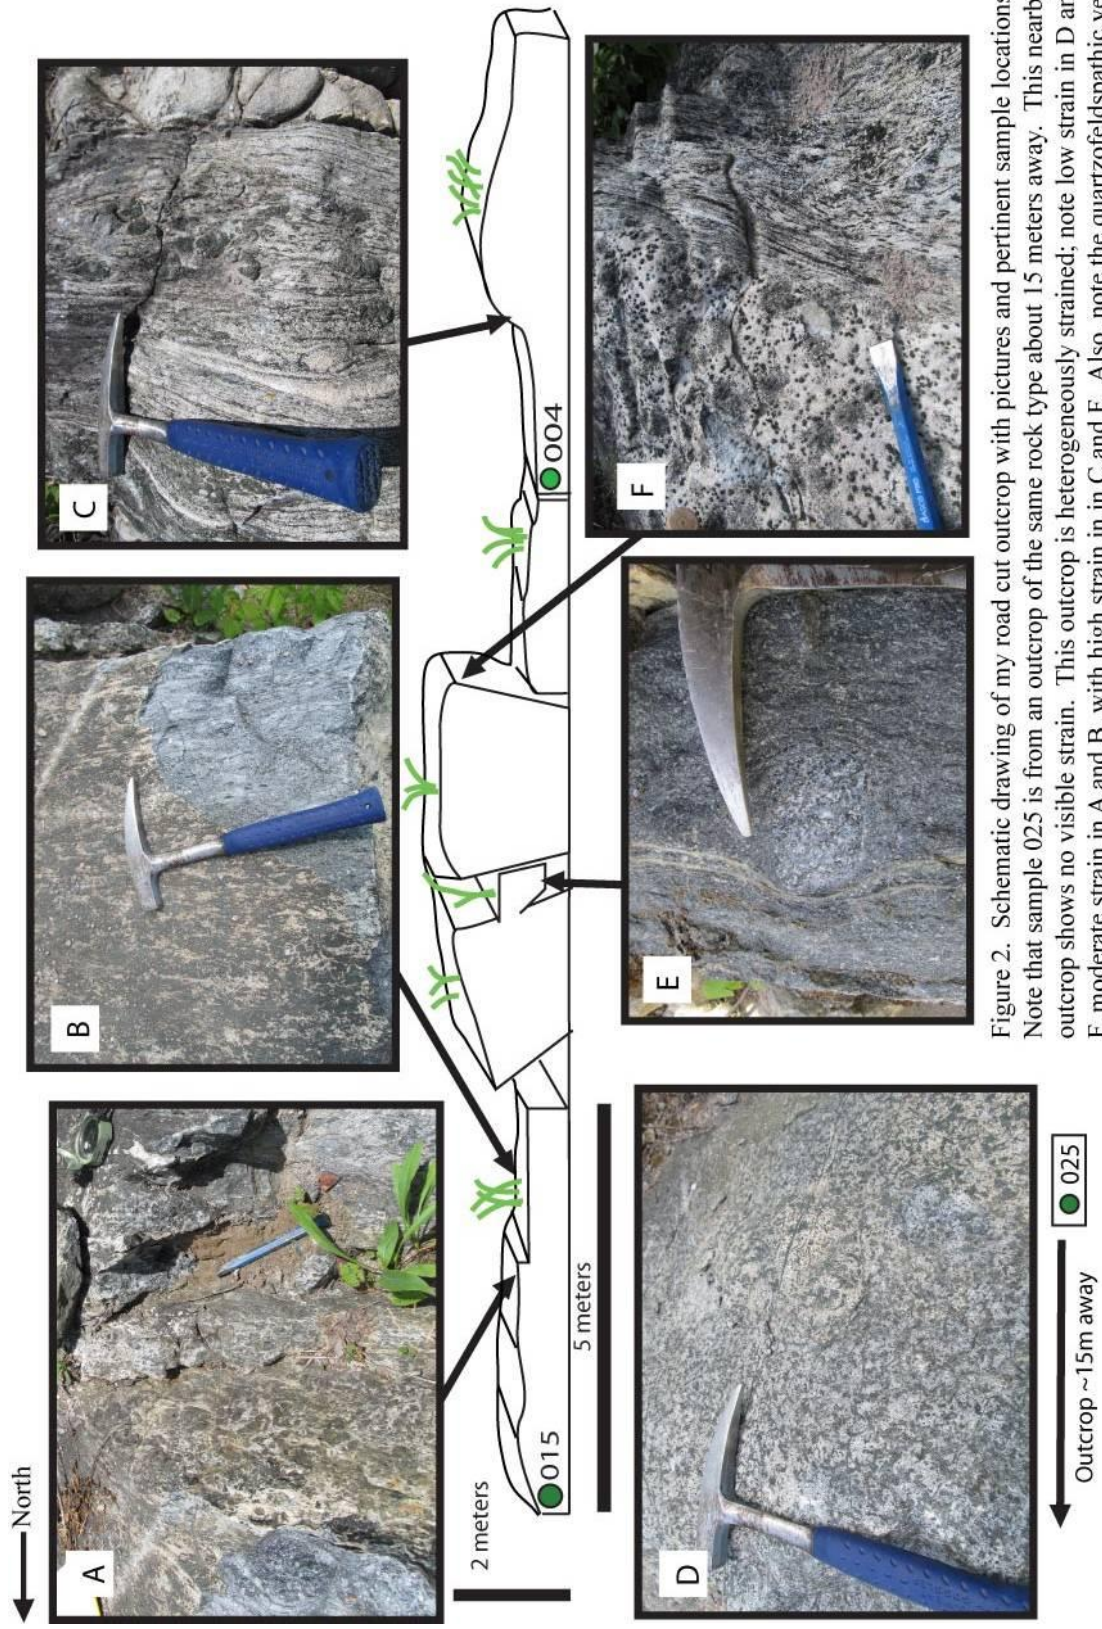 North
A
B
C
2 meters
015
5 meters
004
D
E
F
Outcrop ~15m away
025
Figure 2. Schematic drawing of my road cut outcrop with pictures and pertinent sample locations
Note that sample 025 is from an outcrop of the same rock type about 15 meters away. This nearb
outcrop shows no visible strain. This outcrop is heterogeneously strained; note low strain in D an
moderate strain in A and B, with high strain in C and Also, note the quartzofeldspathic ve